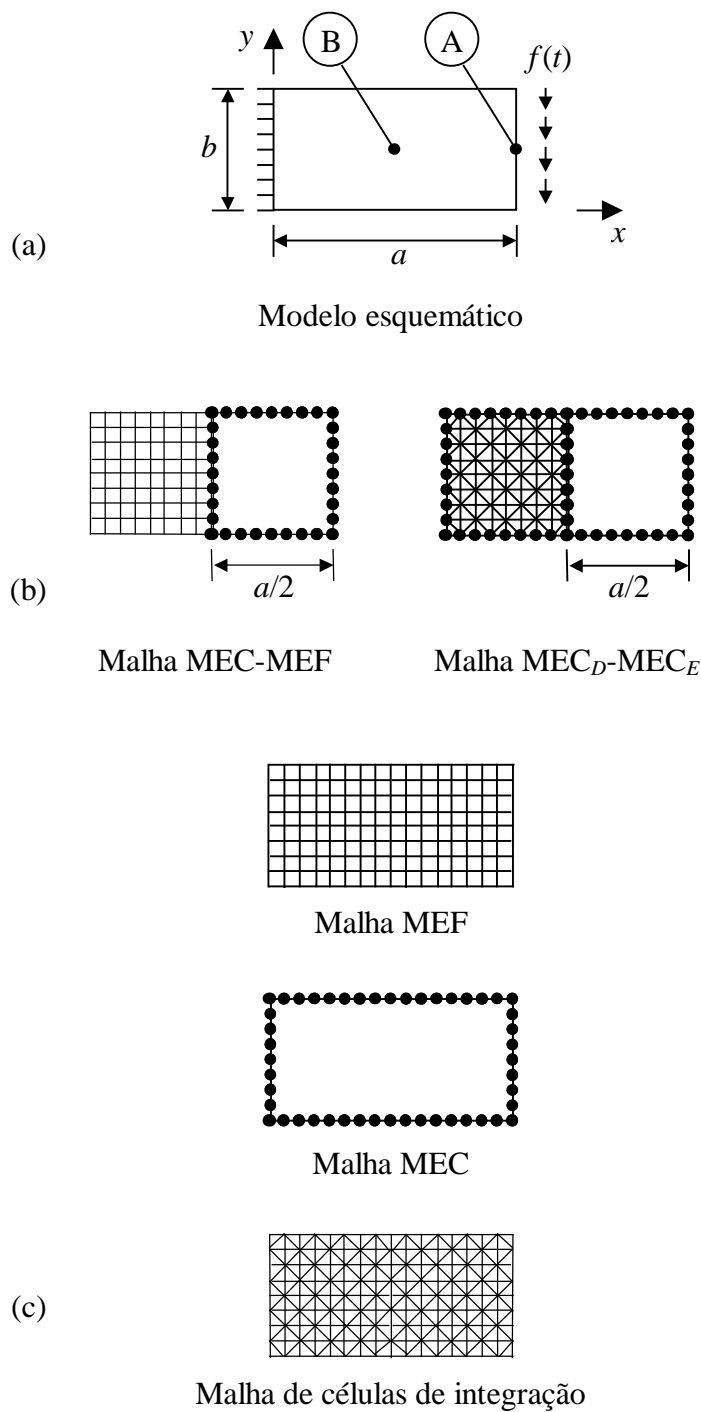 y
B
A
f(t)
b
x
a
(a)
Modelo esquemático
a/2
a/2
(b)
Malha MEC-MEF
Malha MEC_D-MEC_E
Malha MEF
Malha MEC
(c)
Malha de células de integração